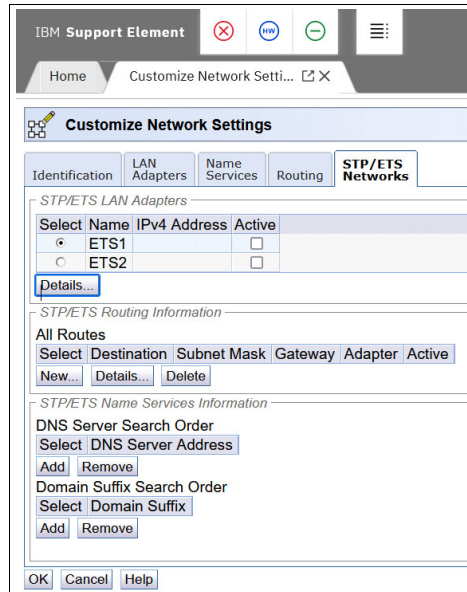 IBM Support Element
HW
Home
Customize Network Setti...
Customize Network Settings
Identification
LAN Adapters
Name Services
Routing
STP/ETS Networks
STP/ETS LAN Adapters
Select Name IPv4 Address Active
ETS1
ETS2
Details...
STP/ETS Routing Information
All Routes
Select Destination Subnet Mask Gateway Adapter Active
New... Details... Delete
STP/ETS Name Services Information
DNS Server Search Order
Select DNS Server Address
Add Remove
Domain Suffix Search Order
Select Domain Suffix
Add Remove
OK Cancel Help